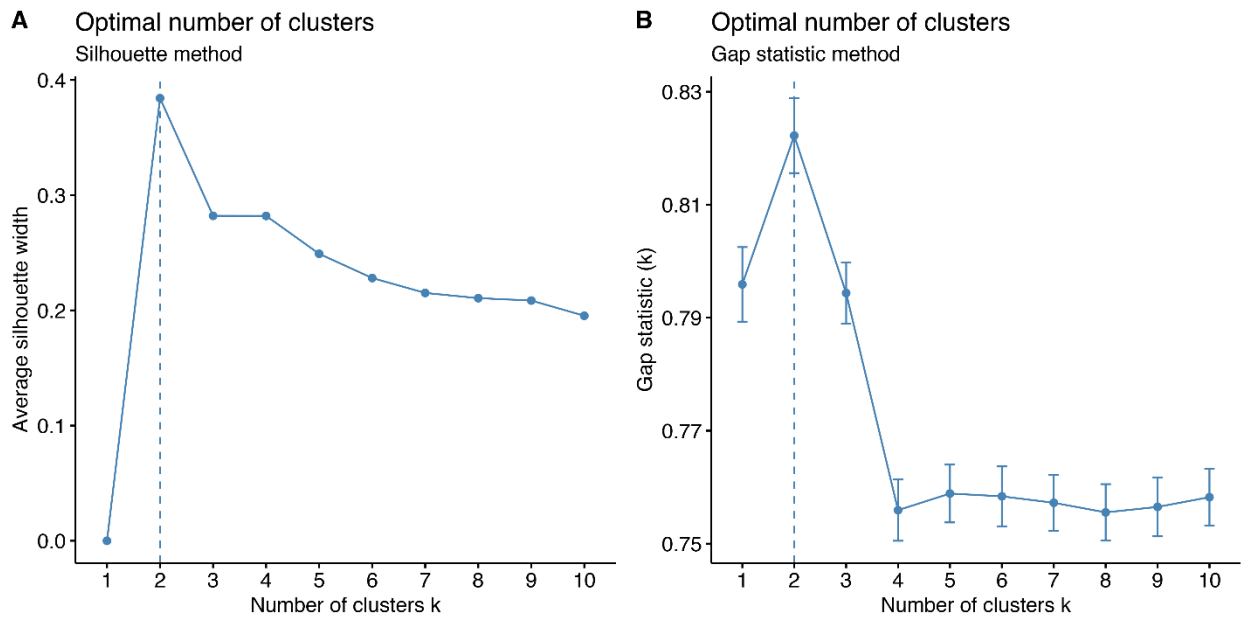 A
Optimal number of clusters
Silhouette method
0.4
0.3
0.2
0.1
0.0
Average silhouette width
1 2 3 4 5 6 7 8 9 10
Number of clusters k
B
Optimal number of clusters
Gap statistic method
0.83
0.81
0.79
0.77
0.75
Gap statistic (k)
1 2 3 4 5 6 7 8 9 10
Number of clusters k